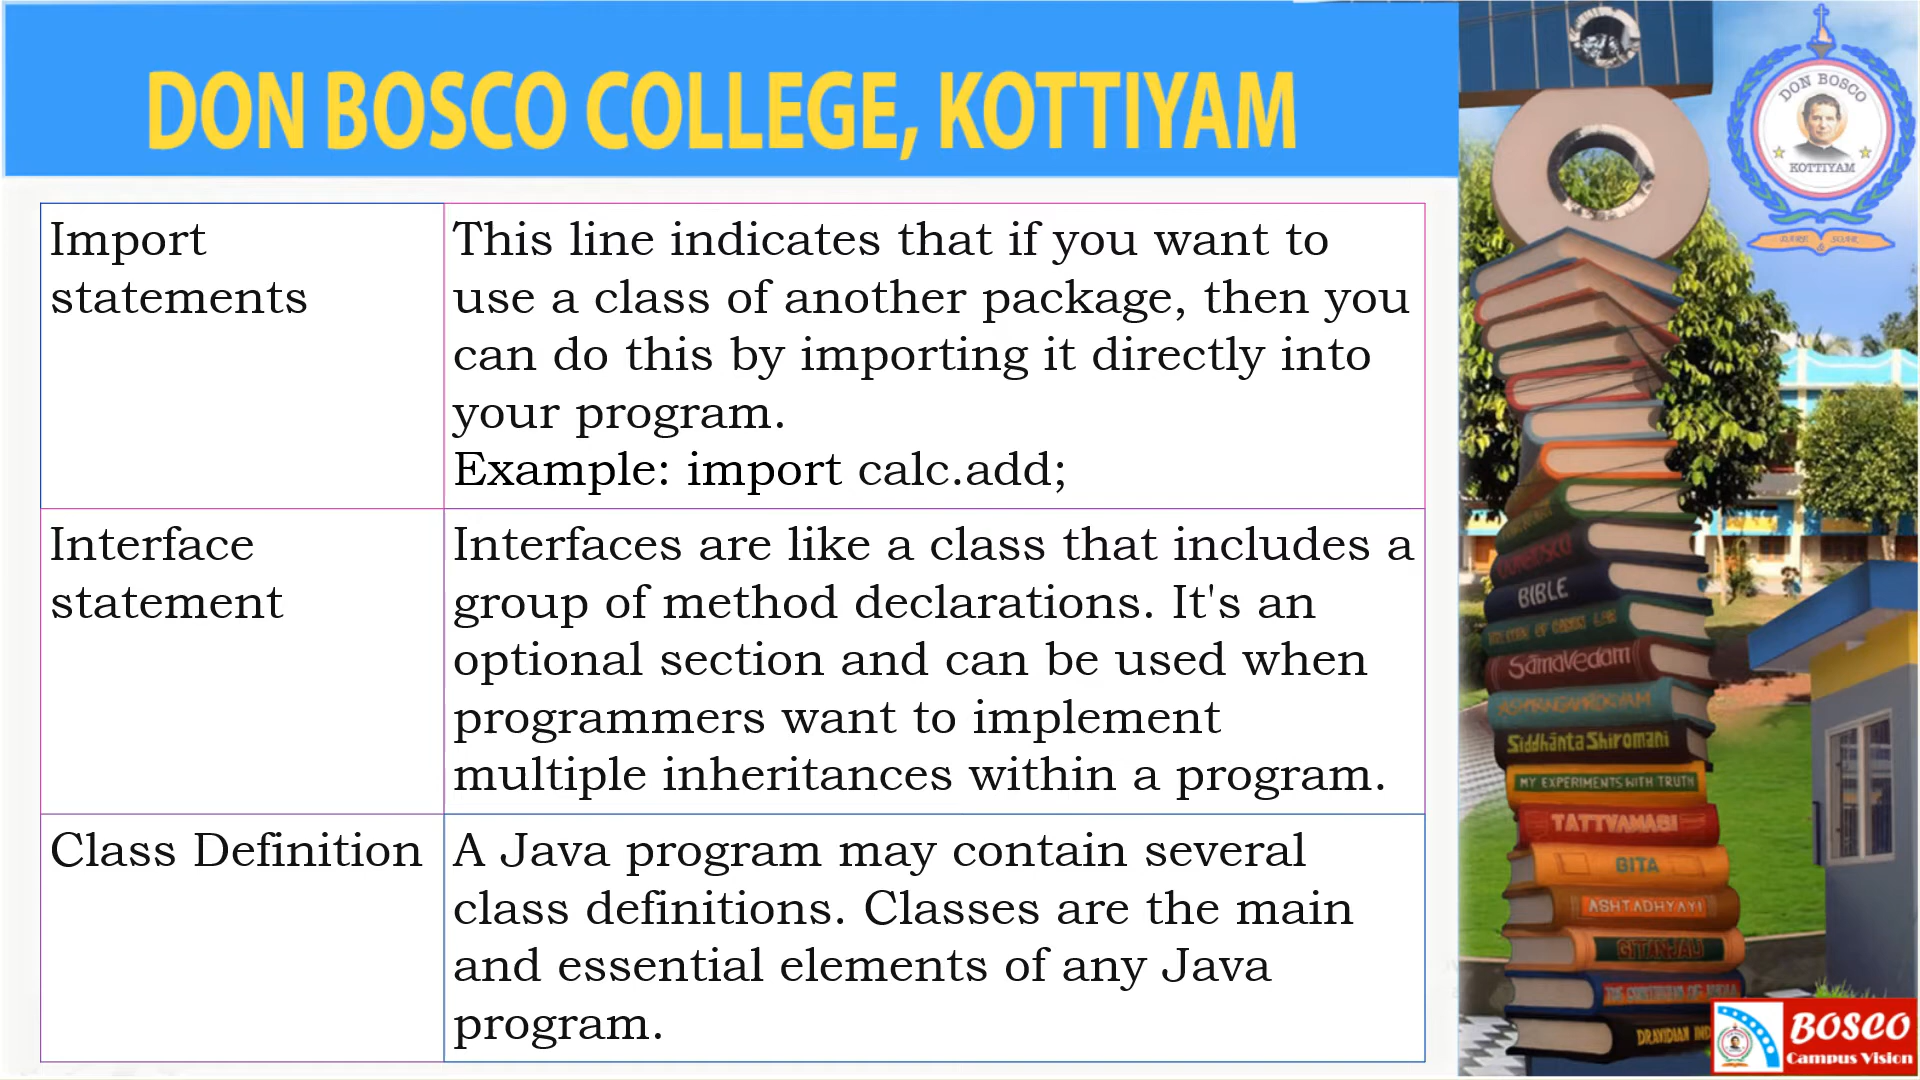 DON BOSCO COLLEGE, KOTTIYAM
Import
statements
This line indicates that if you want to
use a class of another package, then you
can do this by importing it directly into
your program.
Example: import calc.add;
Interface
statement
Interfaces are like a class that includes a
group of method declarations. It's an
optional section and can be used when
programmers want to implement
multiple inheritances within a program.
Class Definition
A Java program may contain several
class definitions. Classes are the main
and essential elements of any Java
program.
DON BOSCO
KOTTIYAM
BIBLE
SāmaVedam
Siddhānta Shiromani
MY EXPERIMENTS WITH TRUTH
TATTVAMASI
GITA
ASHTADHYAYI
GITANJALI
DRAVIDIAN
BOSCO
Campus Vision